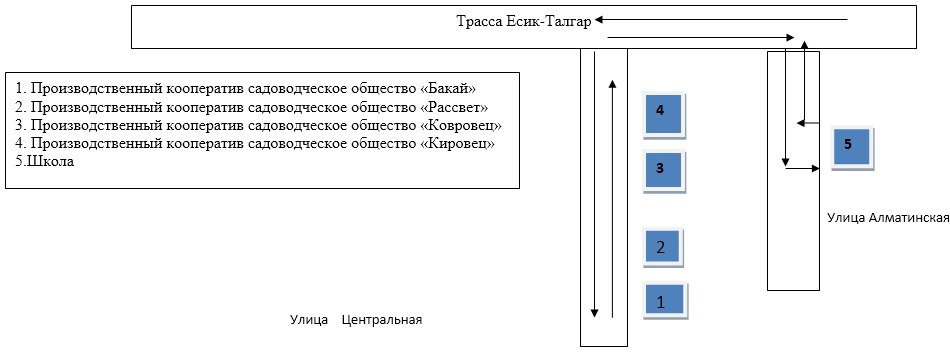 Трасса Есик-Талгар
1. Производственный кооператив садоводческое общество «Бакай»
2. Производственный кооператив садоводческое общество «Рассвет»
3. Производственный кооператив садоводческое общество «Ковровец»
4. Производственный кооператив садоводческое общество «Кировец»
5.Школа
4
3
2
1
5
Улица Алматинская
Улица Центральная